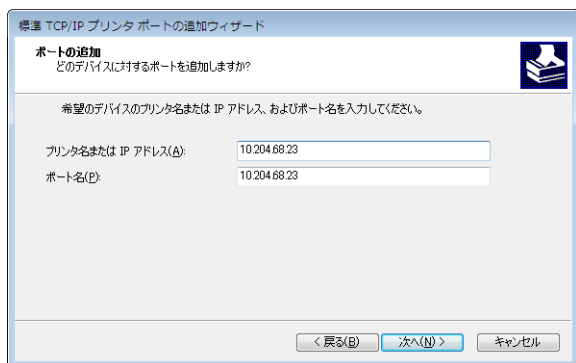 標準 TCP/IP プリンタ ポートの追加ウィザード
ポートの追加
どのデバイスに対するポートを追加しますか?
希望のデバイスのプリンタ名または IP アドレス、およびポート名を入力してください。
プリンタ名または IP アドレス(A): 10.204.68.23
ポート名(P): 10.204.68.23
< 戻る(B) 次へ(N) > キャンセル